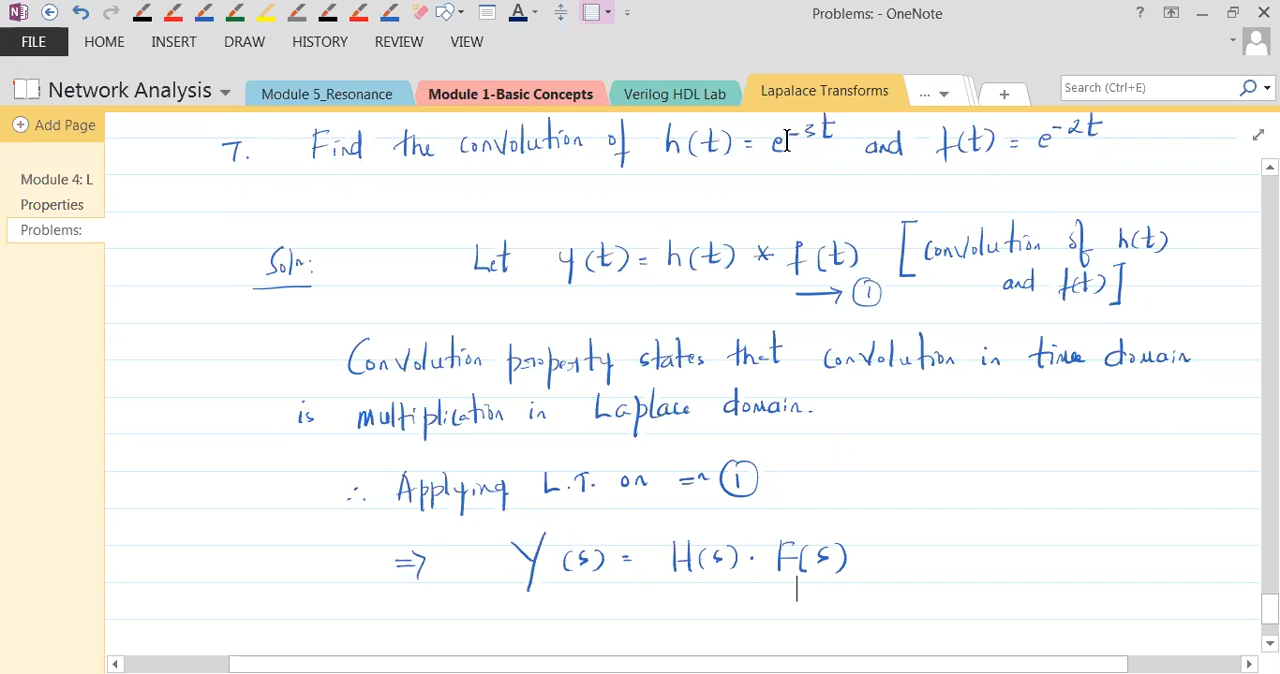 Problems: - OneNote
FILE HOME INSERT DRAW HISTORY REVIEW VIEW
Network Analysis Module 5_Resonance Module 1-Basic Concepts Verilog HDL Lab Lapalace Transforms ... Search (Ctrl+E)
Add Page
Module 4: L
Properties
Problems:
7. Find the convolution of h(t) = e^-3t and f(t) = e^-2t
Soln: Let y(t) = h(t) * f(t) [convolution of h(t)
→ ① and f(t)]
Convolution property states that convolution in time domain
is multiplication in Laplace domain.
∴ Applying L.T. on =n ①
⇒ Y(s) = H(s) . F(s)